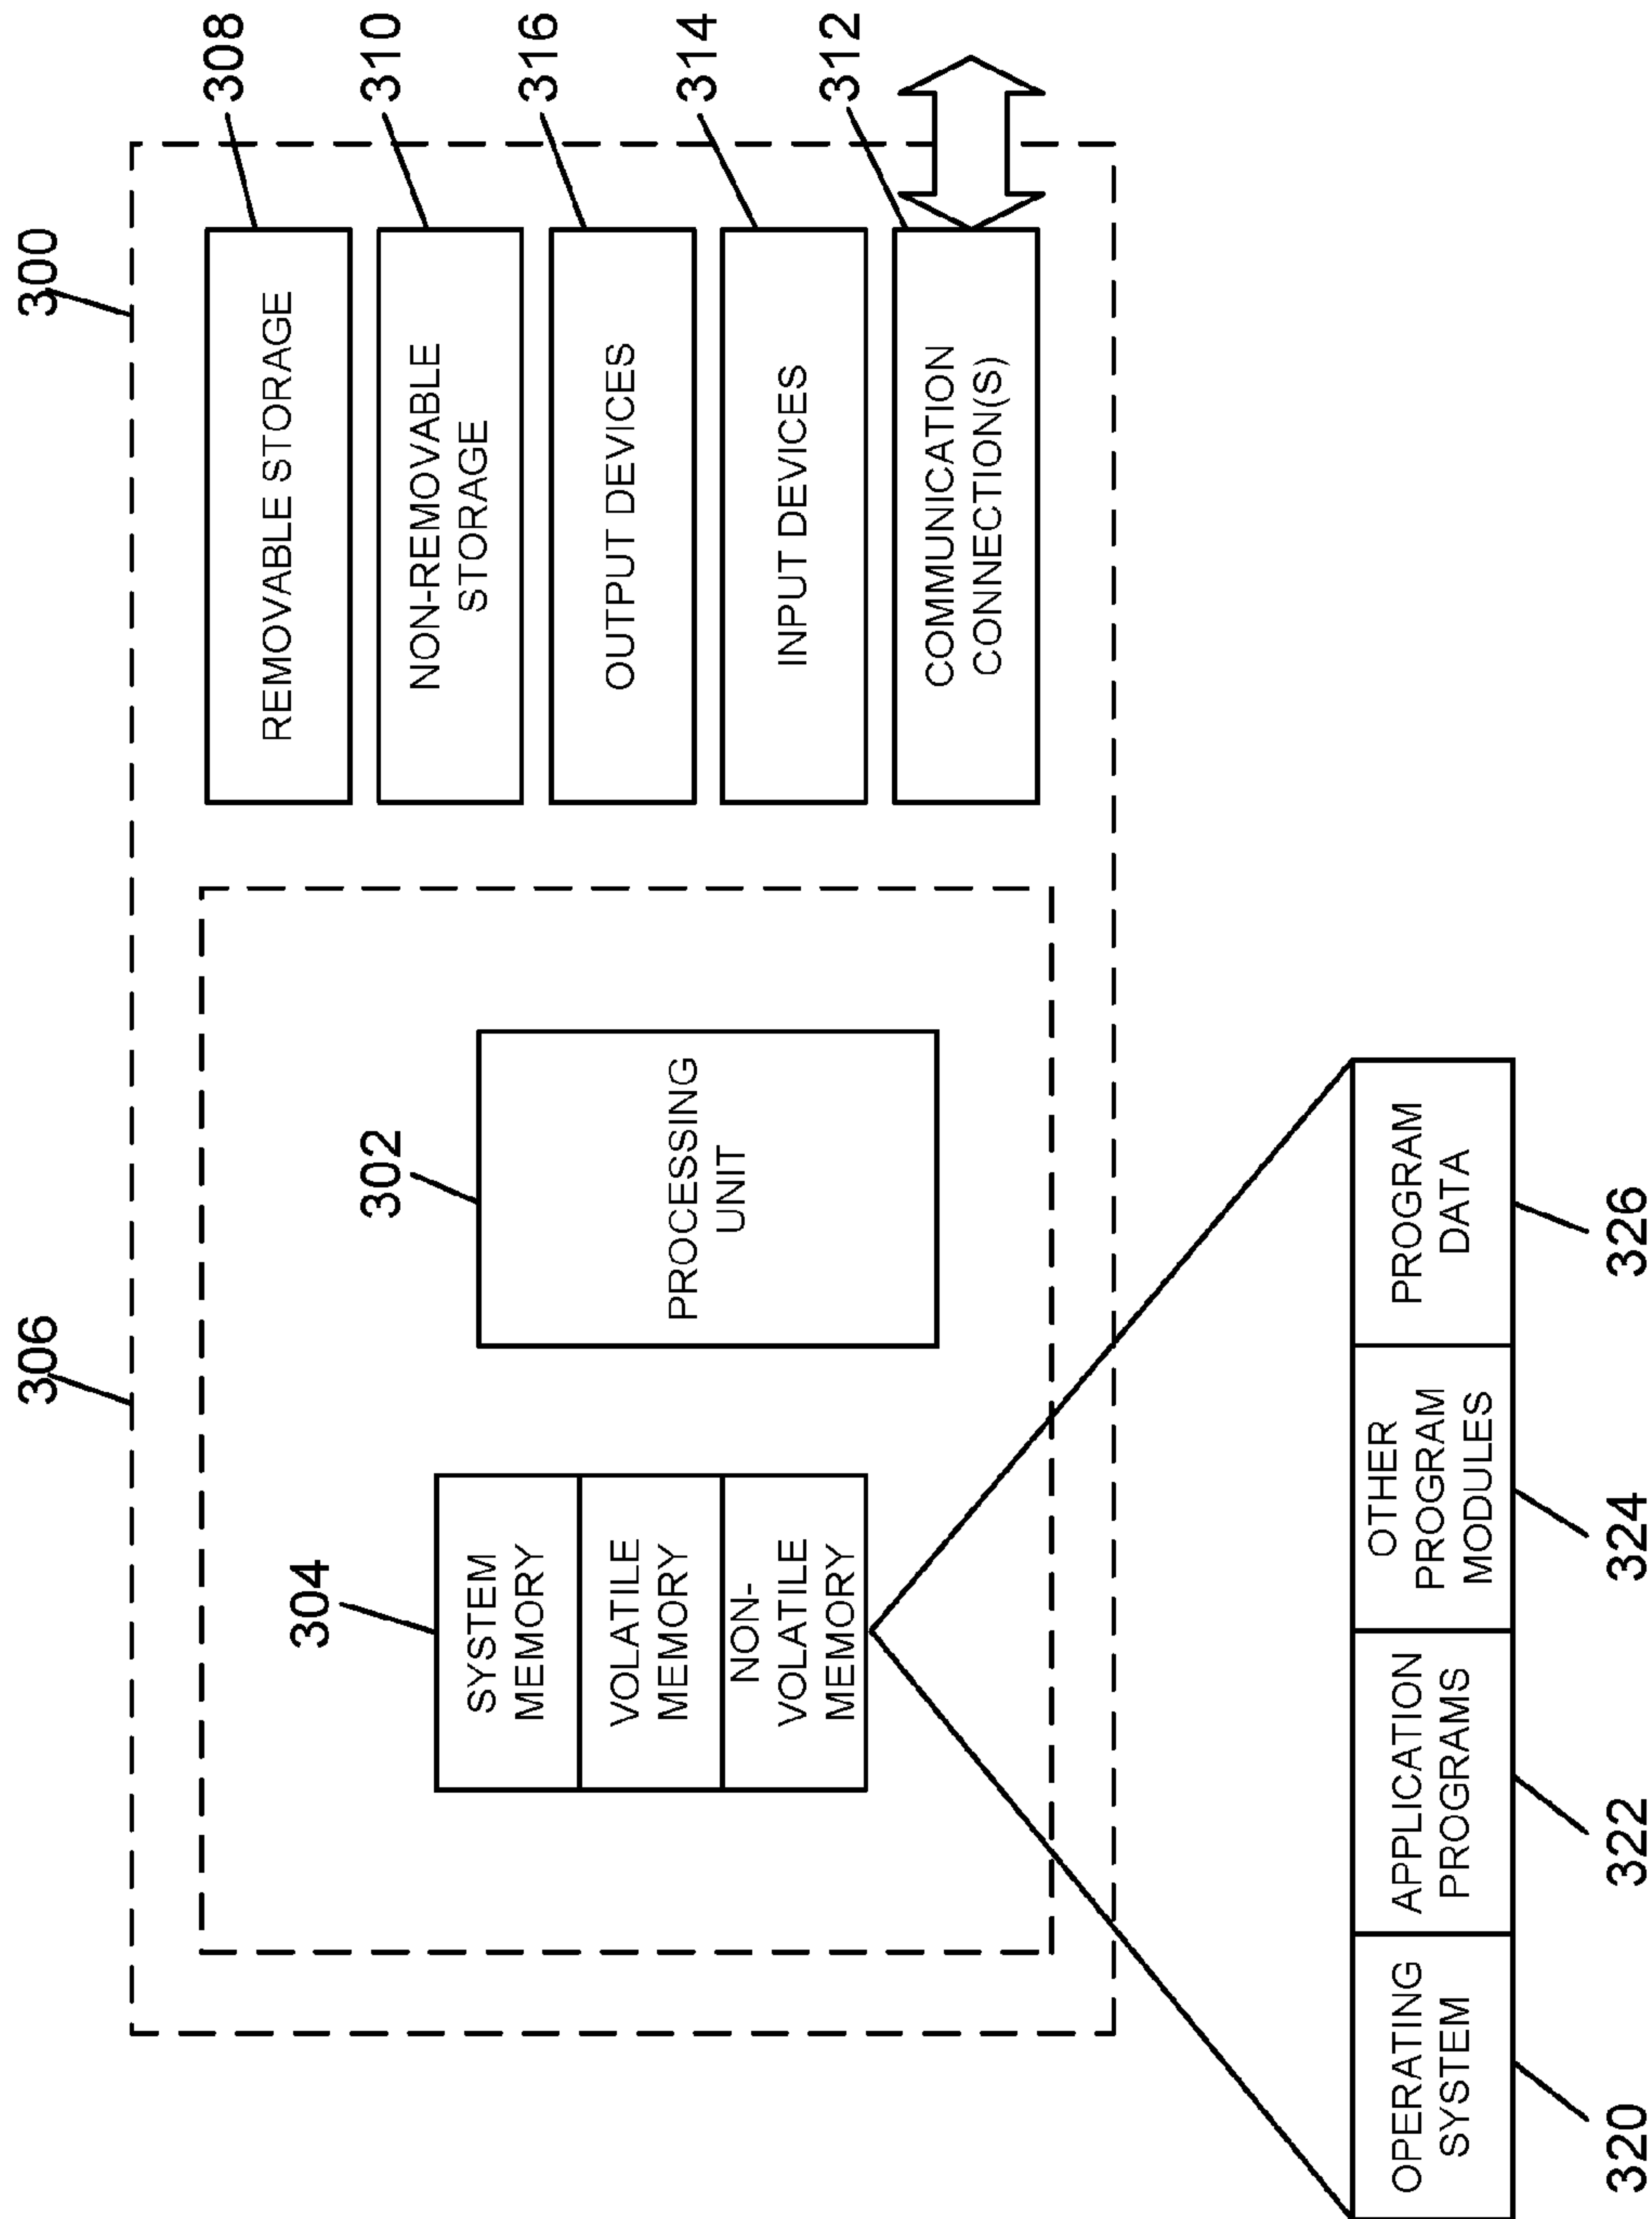 306
300
304
SYSTEM
MEMORY
VOLATILE
MEMORY
NON-
VOLATILE
MEMORY
302
PROCESSING
UNIT
REMOVABLE STORAGE
308
NON-REMOVABLE
STORAGE
310
OUTPUT DEVICES
316
INPUT DEVICES
314
COMMUNICATION
CONNECTION(S)
312
OPERATING
SYSTEM
APPLICATION
PROGRAMS
OTHER
PROGRAM
MODULES
PROGRAM
DATA
320
322
324
326